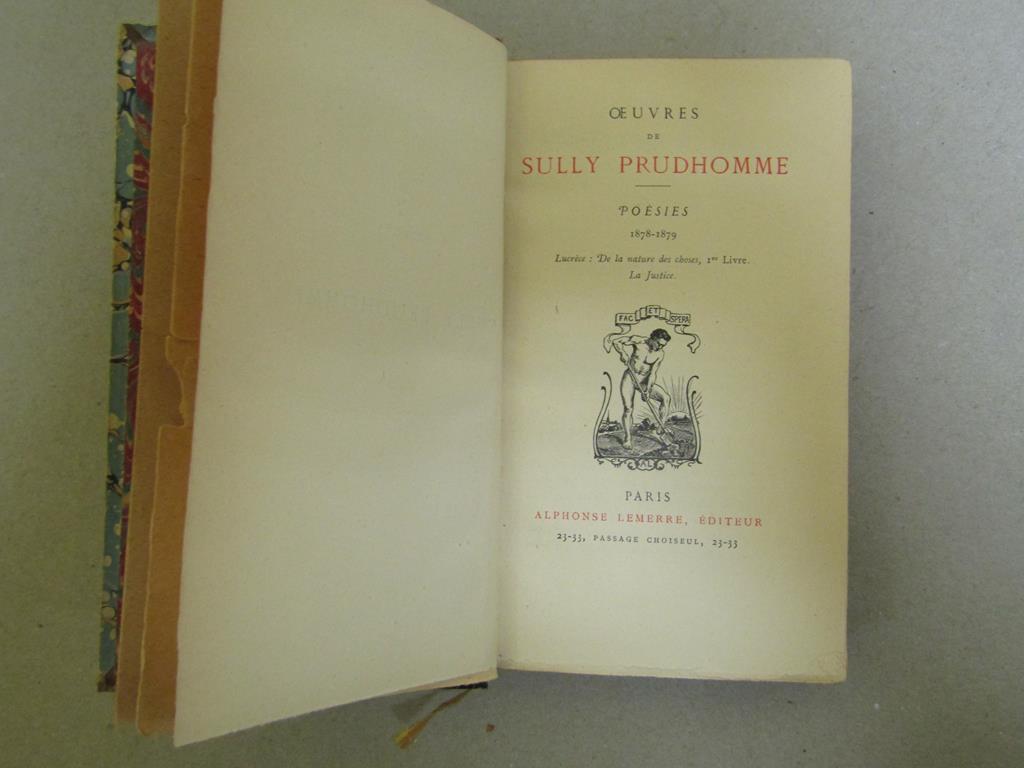 ŒUVRES
DE
SULLY PRUDHOMME
POÉSIES
1878-1879
Lucrèce : De la nature des choses, 1er Livre.
La Justice.
FAC ET SPERA
AL
PARIS
ALPHONSE LEMERRE, ÉDITEUR
23-33, PASSAGE CHOISEUL, 23-33